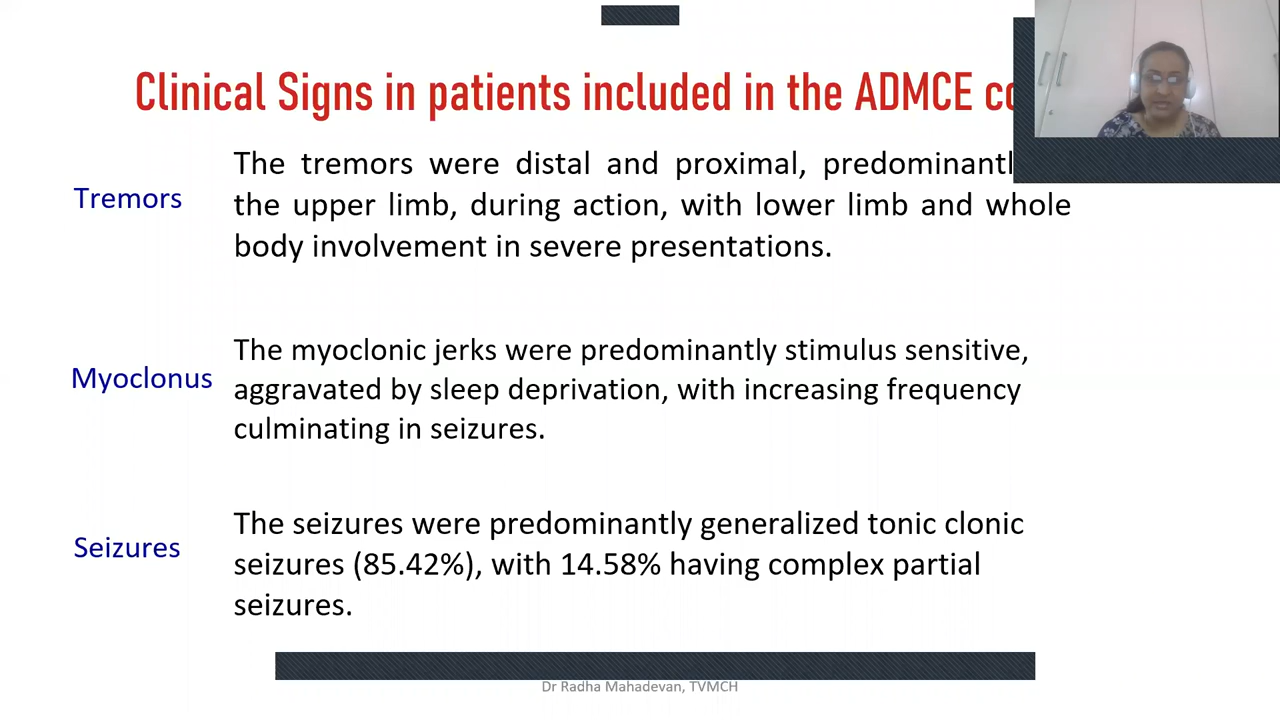 Clinical Signs in patients included in the ADMCE
Tremors
The tremors were distal and proximal,
the upper limb, during action, with lower limb and whole
body involvement in severe presentations.
Myoclonus
The myoclonic jerks were predominantly stimulus sensitive,
aggravated by sleep deprivation, with increasing frequency
culminating in seizures.
Seizures
The seizures were predominantly generalized tonic clonic
seizures (85.42%), with 14.58% having complex partial
seizures.
Dr Radha Mahadevan, TVMCH